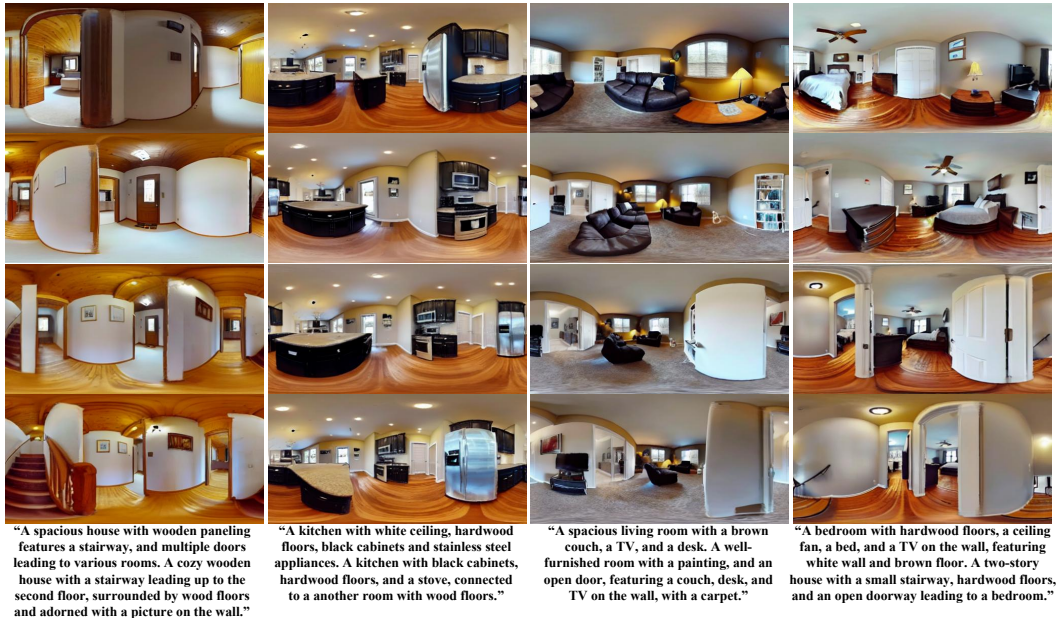 “A spacious house with wooden paneling
features a stairway, and multiple doors
leading to various rooms. A cozy wooden
house with a stairway leading up to the
second floor, surrounded by wood floors
and adorned with a picture on the wall.”
“A kitchen with white ceiling, hardwood
floors, black cabinets and stainless steel
appliances. A kitchen with black cabinets,
hardwood floors, and a stove, connected
to a another room with wood floors.”
“A spacious living room with a brown
couch, a TV, and a desk. A well-
furnished room with a painting, and an
open door, featuring a couch, desk, and
TV on the wall, with a carpet.”
“A bedroom with hardwood floors, a ceiling
fan, a bed, and a TV on the wall, featuring
white wall and brown floor. A two-story
house with a small stairway, hardwood floors,
and an open doorway leading to a bedroom.”